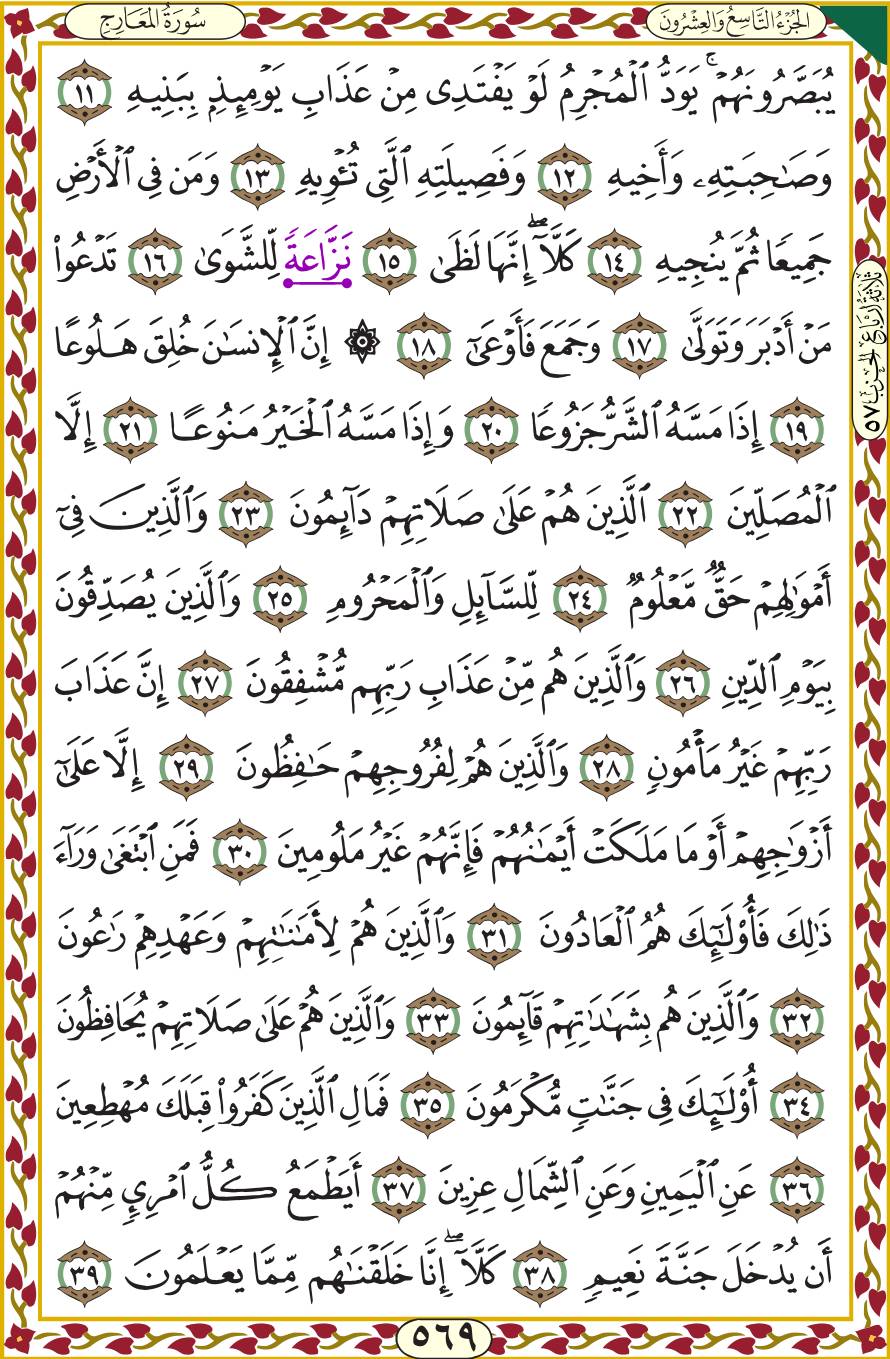 الجُزْءُ التَّاسِعُ وَالعِشْرُونَ
سُورَةُ المَعَارِجِ
يُبَصَّرُونَهُمْ ۚ يَوَدُّ ٱلْمُجْرِمُ لَوْ يَفْتَدِى مِنْ عَذَابِ يَوْمِئِذٍۭ بِبَنِيهِ ١١
وَصَـٰحِبَتِهِۦ وَأَخِيهِ ١٢ وَفَصِيلَتِهِ ٱلَّتِى تُـْٔوِيهِ ١٣ وَمَن فِى ٱلْأَرْضِ
جَمِيعًا ثُمَّ يُنجِيهِ ١٤ كَلَّآ ۖ إِنَّهَا لَظَىٰ ١٥ نَزَّاعَةً لِّلشَّوَىٰ ١٦ تَدْعُوا۟
مَنْ أَدْبَرَ وَتَوَلَّىٰ ١٧ وَجَمَعَ فَأَوْعَىٰٓ ١٨ ۞ إِنَّ ٱلْإِنسَـٰنَ خُلِقَ هَلُوعًا
١٩ إِذَا مَسَّهُ ٱلشَّرُّ جَزُوعًا ٢٠ وَإِذَا مَسَّهُ ٱلْخَيْرُ مَنُوعًا ٢١ إِلَّا
ٱلْمُصَلِّينَ ٢٢ ٱلَّذِينَ هُمْ عَلَىٰ صَلَاتِهِمْ دَآئِمُونَ ٢٣ وَٱلَّذِينَ فِىٓ
أَمْوَٰلِهِمْ حَقٌّ مَّعْلُومٌ ٢٤ لِّلسَّآئِلِ وَٱلْمَحْرُومِ ٢٥ وَٱلَّذِينَ يُصَدِّقُونَ
بِيَوْمِ ٱلدِّينِ ٢٦ وَٱلَّذِينَ هُم مِّنْ عَذَابِ رَبِّهِم مُّشْفِقُونَ ٢٧ إِنَّ عَذَابَ
رَبِّهِمْ غَيْرُ مَأْمُونٍ ٢٨ وَٱلَّذِينَ هُمْ لِفُرُوجِهِمْ حَـٰفِظُونَ ٢٩ إِلَّا عَلَىٰٓ
أَزْوَٰجِهِمْ أَوْ مَا مَلَكَتْ أَيْمَـٰنُهُمْ فَإِنَّهُمْ غَيْرُ مَلُومِينَ ٣٠ فَمَنِ ٱبْتَغَىٰ وَرَآءَ
ذَٰلِكَ فَأُو۟لَـٰٓئِكَ هُمُ ٱلْعَادُونَ ٣١ وَٱلَّذِينَ هُمْ لِأَمَـٰنَـٰتِهِمْ وَعَهْدِهِمْ رَٰعُونَ
٣٢ وَٱلَّذِينَ هُم بِشَهَـٰدَٰتِهِمْ قَآئِمُونَ ٣٣ وَٱلَّذِينَ هُمْ عَلَىٰ صَلَاتِهِمْ يُحَافِظُونَ
٣٤ أُو۟لَـٰٓئِكَ فِى جَنَّـٰتٍ مُّكْرَمُونَ ٣٥ فَمَالِ ٱلَّذِينَ كَفَرُوا۟ قِبَلَكَ مُهْطِعِينَ
٣٦ عَنِ ٱلْيَمِينِ وَعَنِ ٱلشِّمَالِ عِزِينَ ٣٧ أَيَطْمَعُ كُلُّ ٱمْرِئٍ مِّنْهُمْ
أَن يُدْخَلَ جَنَّةَ نَعِيمٍ ٣٨ كَلَّآ ۖ إِنَّا خَلَقْنَـٰهُم مِّمَّا يَعْلَمُونَ ٣٩
ثَلَاثَةُ أَرْبَاعِ الحِزْبِ ٥٧
٥٦٩